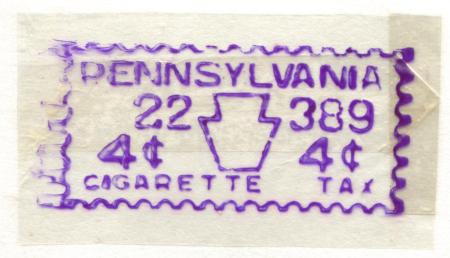 PENNSYLVANIA
22 389
4¢ 4¢
CIGARETTE TAX